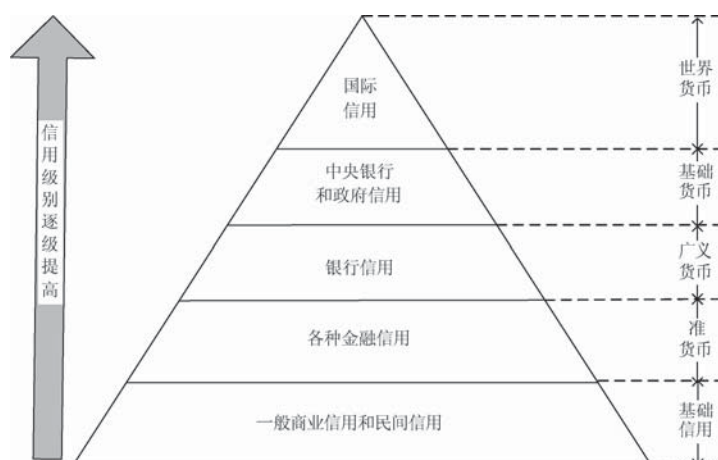 信用级别逐级提高
国际
信用
世界
货币
中央银行
和政府信用
基础
货币
银行信用
广义
货币
各种金融信用
准
货币
一般商业信用和民间信用
基础
信用